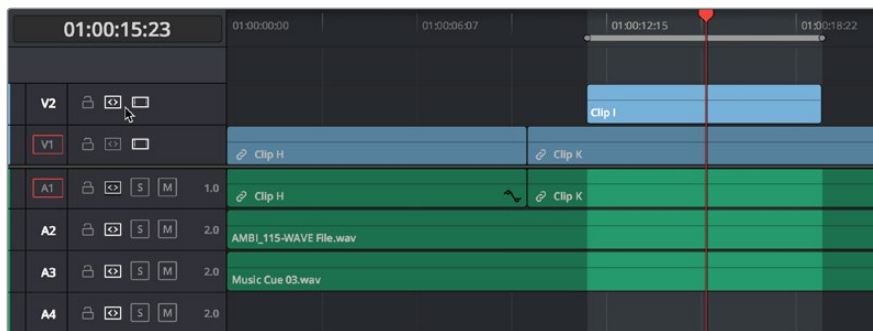 01:00:15:23
01:00:00:00 01:00:06:07 01:00:12:15 01:00:18:22
V2
Clip I
V1
Clip H Clip K
A1 S M 1.0
Clip H Clip K
A2 S M 2.0
AMBI_115-WAVE File.wav
A3 S M 2.0
Music Cue 03.wav
A4 S M 2.0